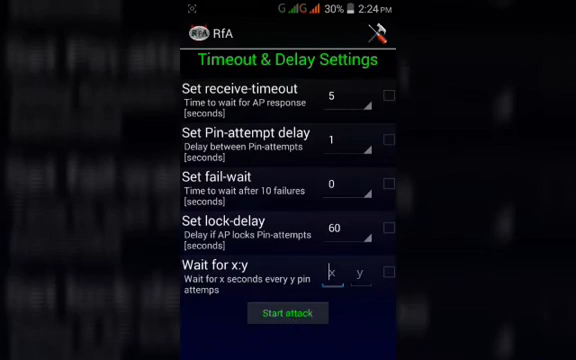 G G 30% 2:24PM
RfA RfA
Timeout & Delay Settings
Set receive-timeout
Time to wait for AP response
[seconds]
5
Set Pin-attempt delay
Delay between Pin-attempts
[seconds]
1
Set fail-wait
Time to wait after 10 failures
[seconds]
0
Set lock-delay
Delay if AP locks Pin-attempts
[seconds]
60
Wait for x:y
Wait for x seconds every y pin
attemps
x y
Start attack